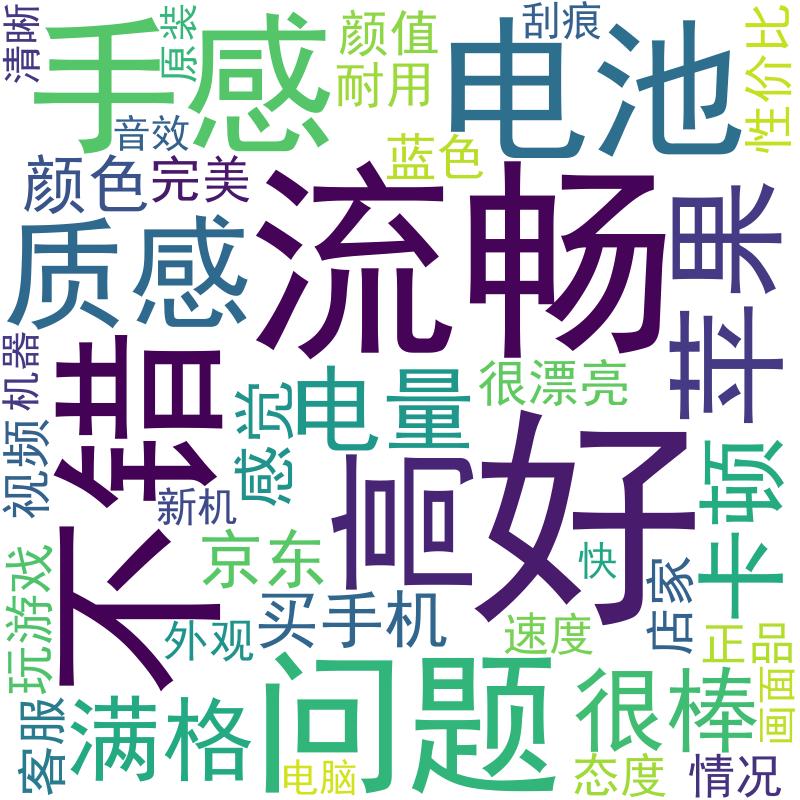 清晰
手感
原装
颜值
耐用
刮痕
电池
性价比
音效
蓝色
颜色
完美
流畅
苹果
质感
不错
机器
视频
感觉
电量
很漂亮
高
好
卡顿
新机
京东
快
店家
玩游戏
外观
买手机
速度
正品
画面
客服
满格
问题
电脑
很棒
态度
情况